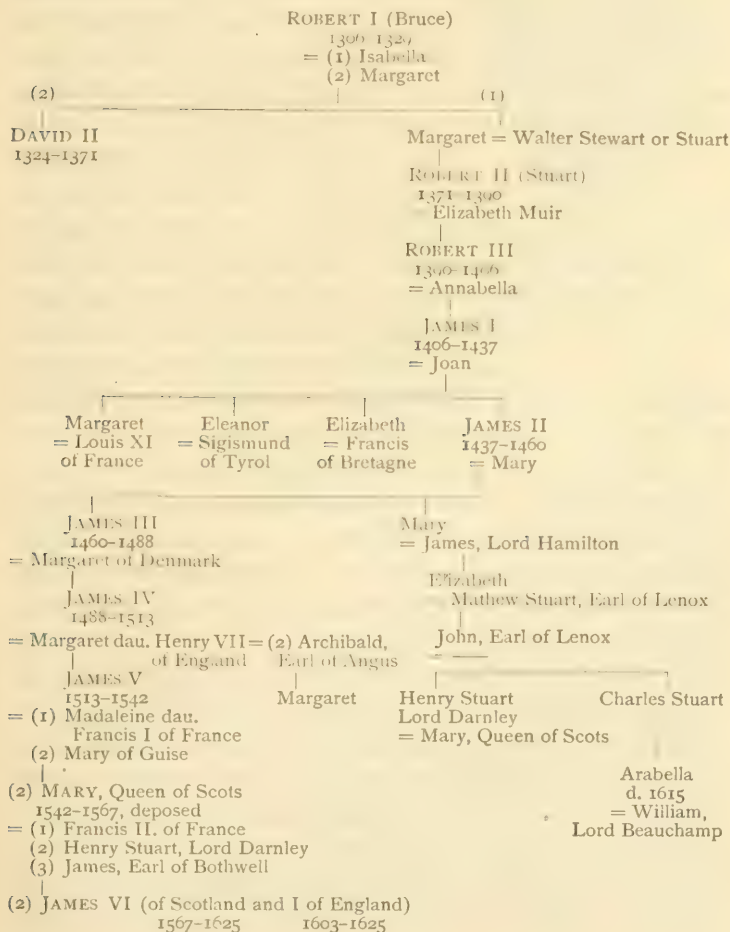 ROBERT I (Bruce)
1306-1329
= (1) Isabella
(2) Margaret
(2) (1)
DAVID II
1324-1371
Margaret = Walter Stewart or Stuart
ROBERT II (Stuart)
1371-1390
Elizabeth Muir
ROBERT III
1390-1406
= Annabella
JAMES I
1406-1437
= Joan
Margaret
= Louis XI
of France
Eleanor
= Sigismund
of Tyrol
Elizabeth
= Francis
of Bretagne
JAMES II
1437-1460
= Mary
JAMES III
1460-1488
= Margaret of Denmark
Mary
= James, Lord Hamilton
JAMES IV
1488-1513
Elizabeth
Mathew Stuart, Earl of Lenox
John, Earl of Lenox
= Margaret dau. Henry VII = (2) Archibald,
of England Earl of Angus
JAMES V
1513-1542
= (1) Madaleine dau.
Francis I of France
(2) Mary of Guise
Margaret
Henry Stuart
Lord Darnley
= Mary, Queen of Scots
Charles Stuart
Arabella
d. 1615
= William,
Lord Beauchamp
(2) MARY, Queen of Scots
1542-1567, deposed
= (1) Francis II. of France
(2) Henry Stuart, Lord Darnley
(3) James, Earl of Bothwell
(2) JAMES VI (of Scotland and I of England)
1567-1625 1603-1625